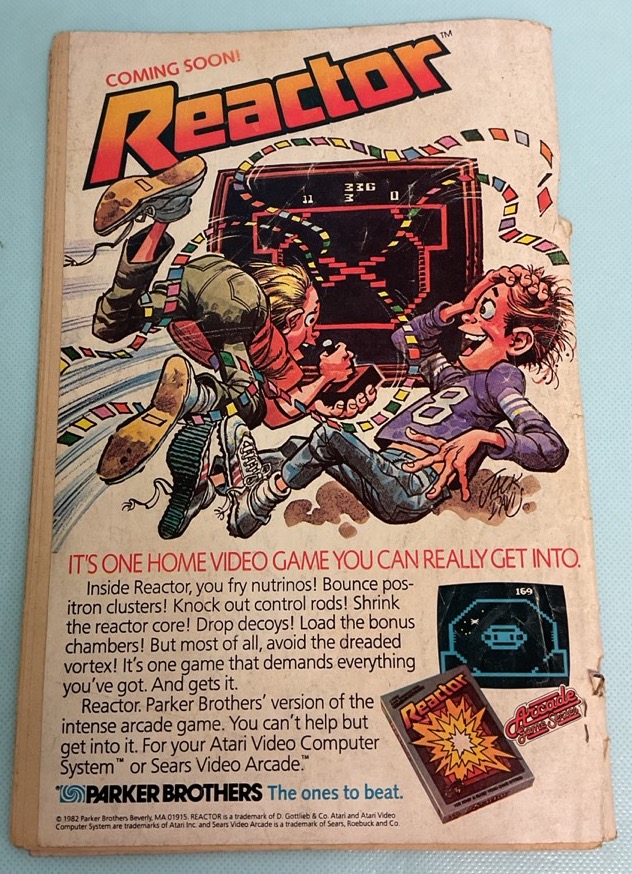 COMING SOON!
Reactor™
336
11 3 0
8
JACK
IT'S ONE HOME VIDEO GAME YOU CAN REALLY GET INTO.
Inside Reactor, you fry nutrinos! Bounce pos-
itron clusters! Knock out control rods! Shrink
the reactor core! Drop decoys! Load the bonus
chambers! But most of all, avoid the dreaded
vortex! It's one game that demands everything
you've got. And gets it.
Reactor. Parker Brothers' version of the
intense arcade game. You can't help but
get into it. For your Atari Video Computer
System™ or Sears Video Arcade.™
169
Reactor
Arcade
PARKER BROTHERS The ones to beat.
© 1982 Parker Brothers Beverly, MA 01915. REACTOR is a trademark of D. Gottlieb & Co. Atari and Atari Video
Computer System are trademarks of Atari Inc. and Sears Video Arcade is a trademark of Sears, Roebuck and Co.